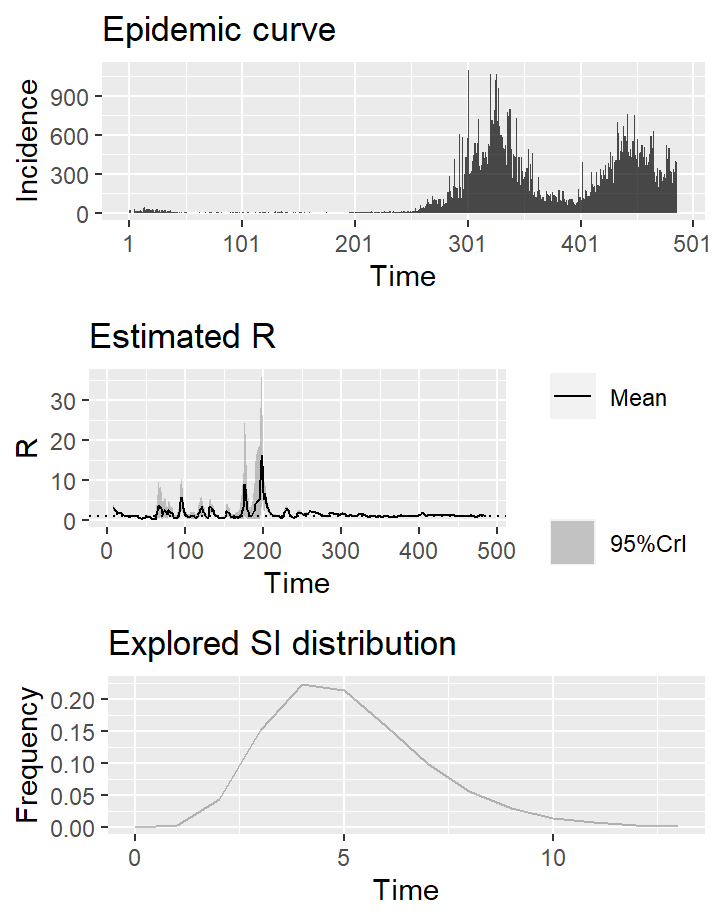 Epidemic curve
Incidence
900
600
300
0
1 101 201 301 401 501
Time
Estimated R
R
30
20
10
0
0 100 200 300 400 500
Time
Mean
95%CrI
Explored SI distribution
Frequency
0.20
0.15
0.10
0.05
0.00
0 5 10
Time